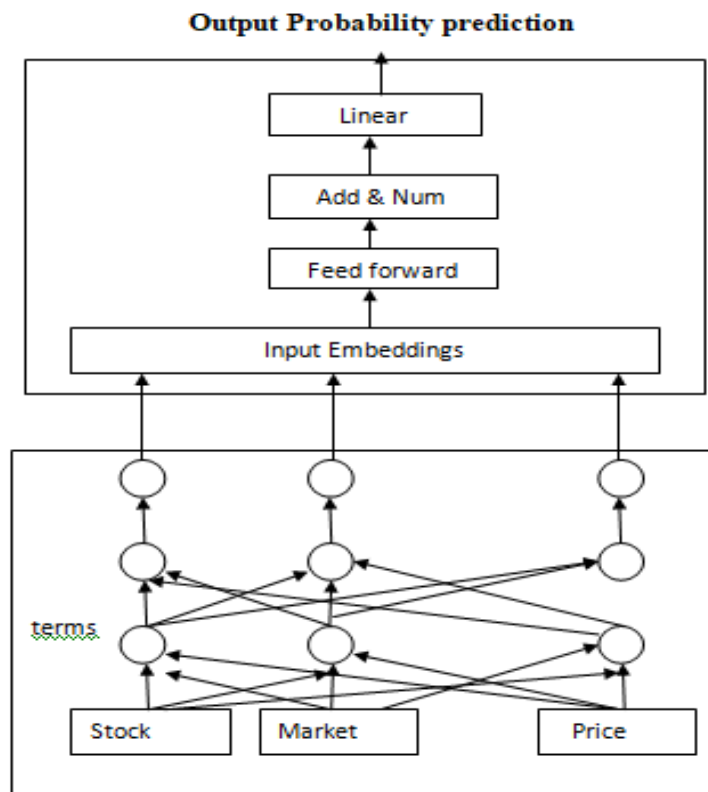 Output Probability prediction
Linear
Add & Num
Feed forward
Input Embeddings
terms
Stock
Market
Price